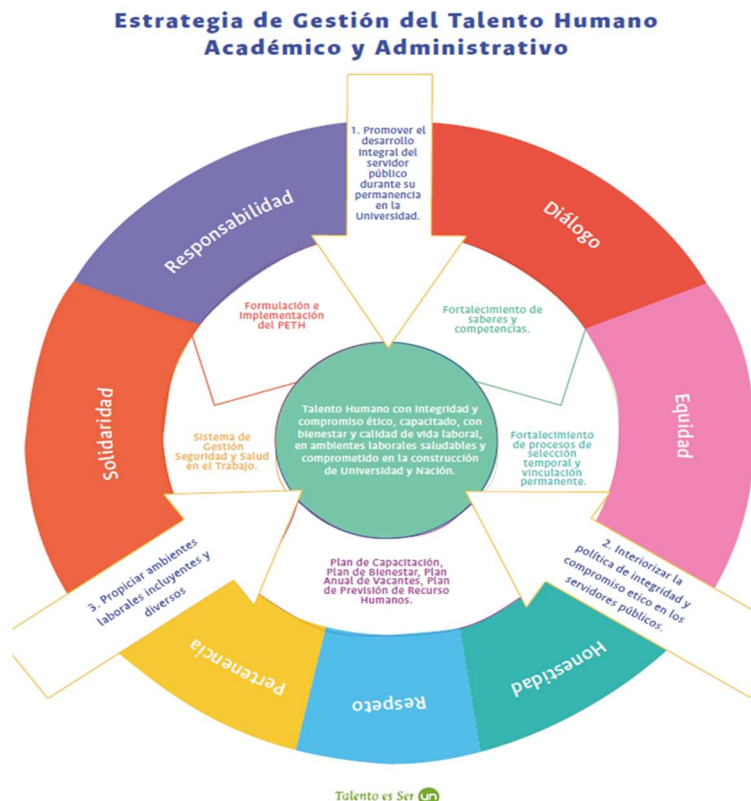 Estrategia de Gestión del Talento Humano
Académico y Administrativo
1. Promover el
desarrollo
Integral del
servidor
público
durante su
permanencia
en la
Universidad.
Responsabilidad
Diálogo
Formulación e
Implementación
del PETH
Fortalecimiento de
saberes y
competencias.
Solidaridad
Equidad
Talento Humano con integridad y
compromiso ético, capacitado, con
bienestar y calidad de vida laboral,
en ambientes laborales saludables y
comprometido en la construcción
de Universidad y Nación.
Sistema de
Gestión
Seguridad y Salud
en el Trabajo.
Fortalecimiento
de procesos de
selección
temporal y
vinculación
permanente.
3. Propiciar ambientes
laborales incluyentes y
diversos
Plan de Capacitación,
Plan de Bienestar, Plan
Anual de Vacantes, Plan
de Previsión de Recurso
Humanos.
2. Interiorizar la
política de integridad y
compromiso etico en los
servidores públicos.
Pertenencia
Respeto
Honestidad
Talento es Ser un